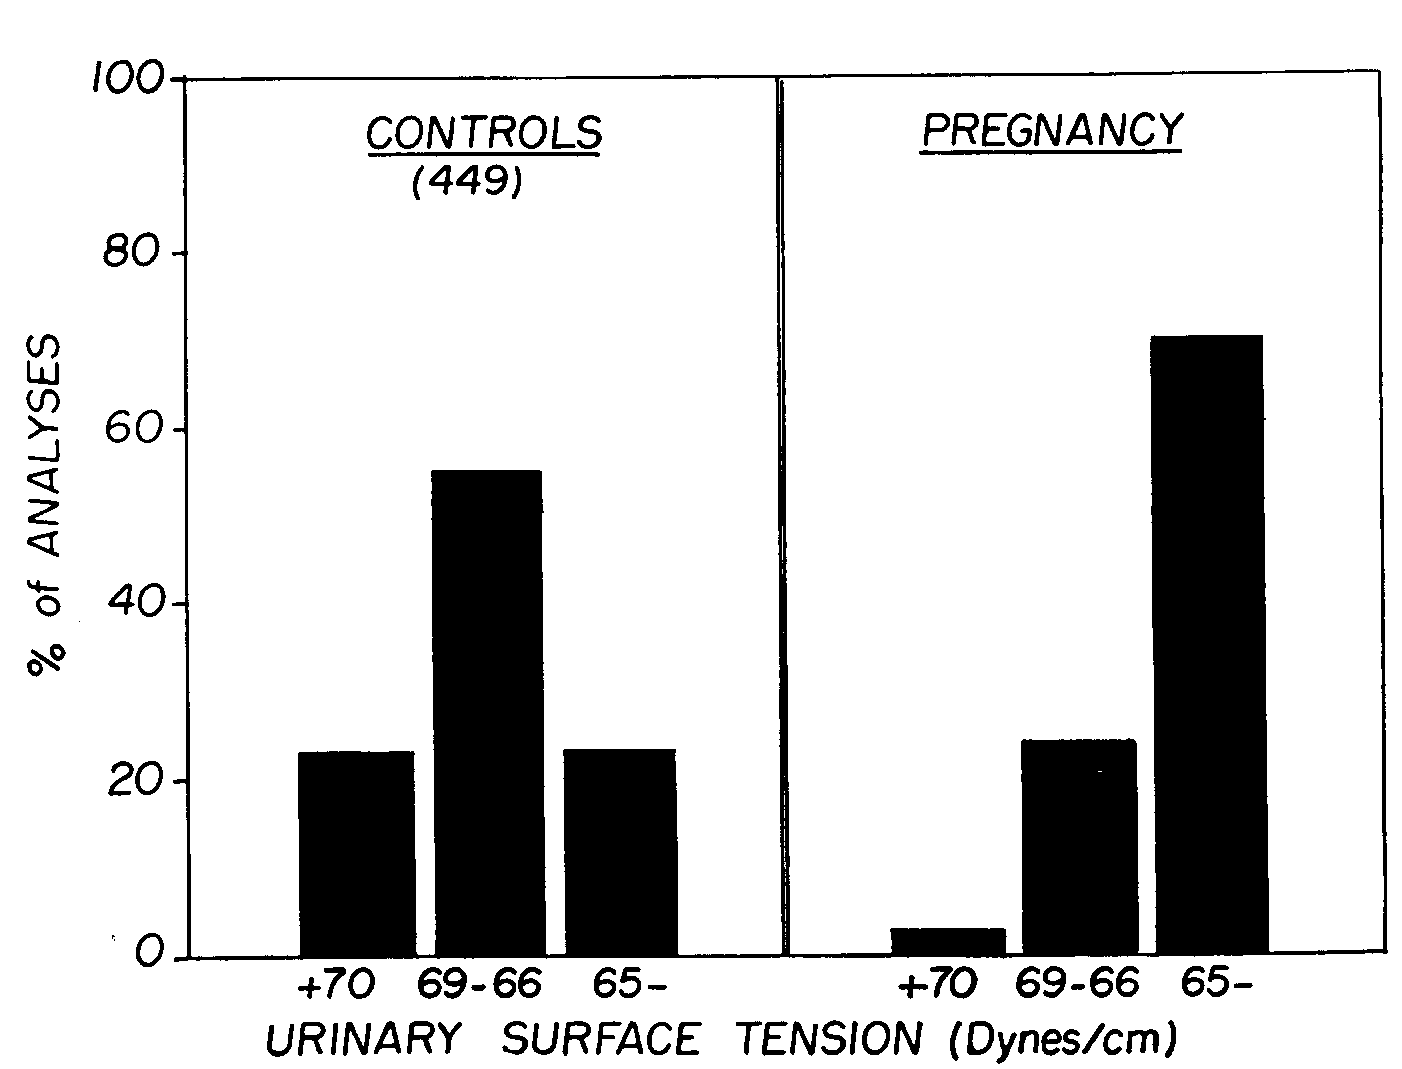 100
80
60
40
20
0
% of ANALYSES
CONTROLS
(449)
PREGNANCY
+70 69-66 65-
+70 69-66 65-
URINARY SURFACE TENSION (Dynes/cm)